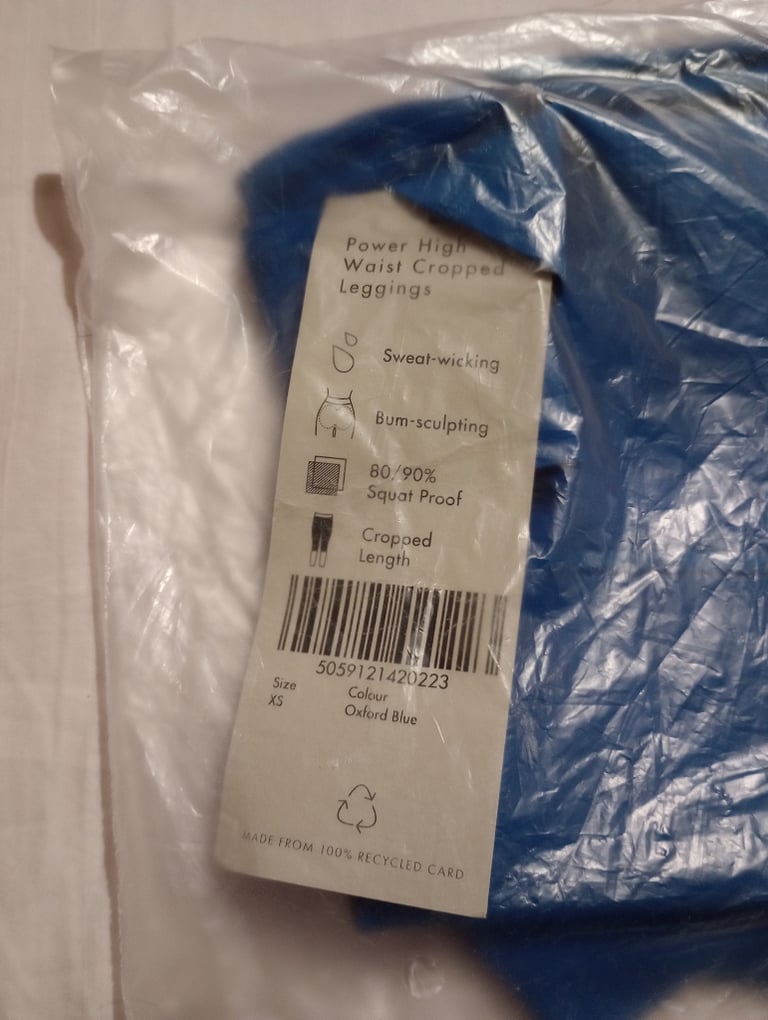 Power High
Waist Cropped
Leggings
Sweat-wicking
Bum-sculpting
80/90%
Squat Proof
Cropped
Length
5059121420223
Size
XS
Colour
Oxford Blue
MADE FROM 100% RECYCLED CARD